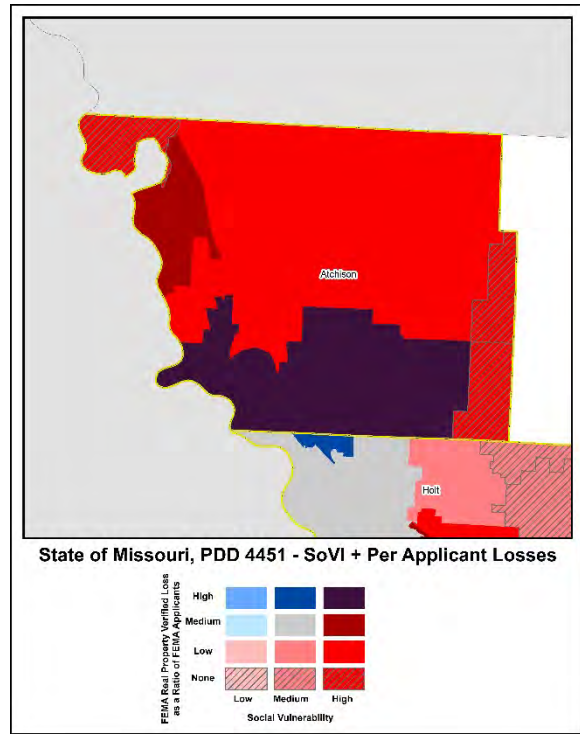 Atchison
Holt
State of Missouri, PDD 4451 - SoVI + Per Applicant Losses
FEMA Real Property Verified Loss
as a Ratio of FEMA Applicants
High
Medium
Low
None
Low
Medium
High
Social Vulnerability